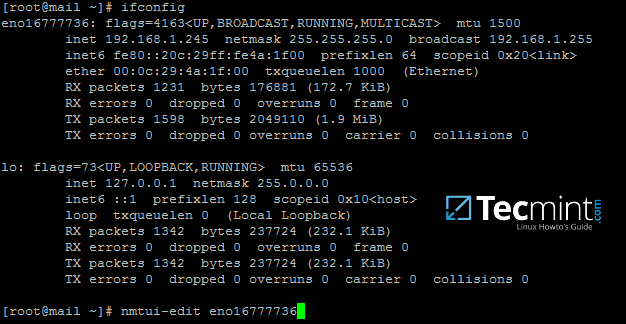 [root@mail ~]# ifconfig
eno16777736: flags=4163<UP,BROADCAST,RUNNING,MULTICAST>  mtu 1500
        inet 192.168.1.245  netmask 255.255.255.0  broadcast 192.168.1.255
        inet6 fe80::20c:29ff:fe4a:1f00  prefixlen 64  scopeid 0x20<link>
        ether 00:0c:29:4a:1f:00  txqueuelen 1000  (Ethernet)
        RX packets 1231  bytes 176881 (172.7 KiB)
        RX errors 0  dropped 0  overruns 0  frame 0
        TX packets 1598  bytes 2049110 (1.9 MiB)
        TX errors 0  dropped 0 overruns 0  carrier 0  collisions 0

lo: flags=73<UP,LOOPBACK,RUNNING>  mtu 65536
        inet 127.0.0.1  netmask 255.0.0.0
        inet6 ::1  prefixlen 128  scopeid 0x10<host>
        loop  txqueuelen 0  (Local Loopback)
        RX packets 1342  bytes 237724 (232.1 KiB)
        RX errors 0  dropped 0  overruns 0  frame 0
        TX packets 1342  bytes 237724 (232.1 KiB)
        TX errors 0  dropped 0 overruns 0  carrier 0  collisions 0

Tecmint.com
Linux Howto's Guide
[root@mail ~]# nmtui-edit eno16777736